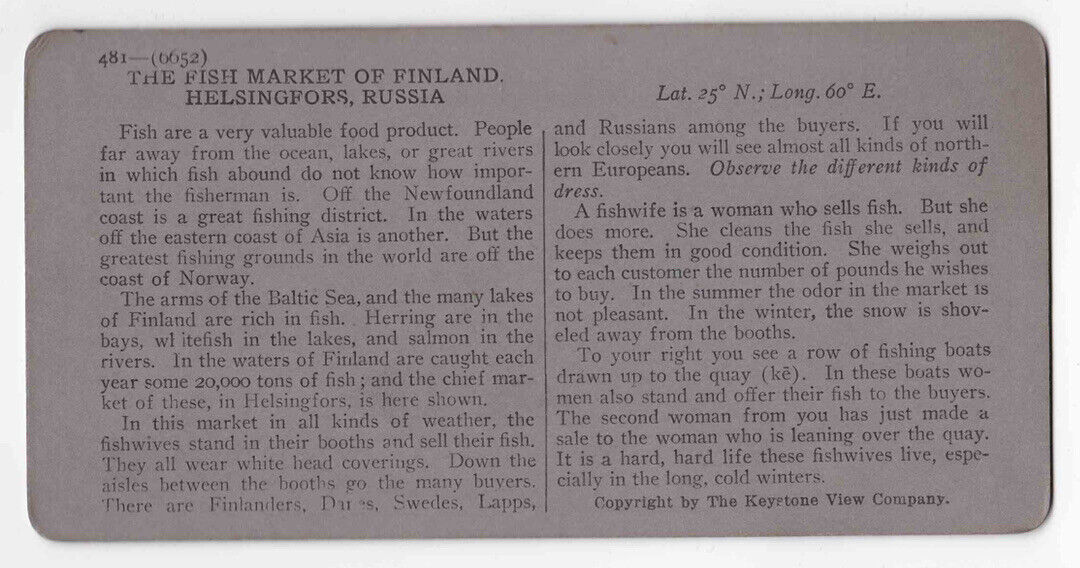 481—(6652)
THE FISH MARKET OF FINLAND.
HELSINGFORS, RUSSIA
Lat. 25° N.; Long. 60° E.
Fish are a very valuable food product. People
far away from the ocean, lakes, or great rivers
in which fish abound do not know how impor-
tant the fisherman is. Off the Newfoundland
coast is a great fishing district. In the waters
off the eastern coast of Asia is another. But the
greatest fishing grounds in the world are off the
coast of Norway.
The arms of the Baltic Sea, and the many lakes
of Finland are rich in fish. Herring are in the
bays, whitefish in the lakes, and salmon in the
rivers. In the waters of Finland are caught each
year some 20,000 tons of fish; and the chief mar-
ket of these, in Helsingfors, is here shown.
In this market in all kinds of weather, the
fishwives stand in their booths and sell their fish.
They all wear white head coverings. Down the
aisles between the booths go the many buyers.
There are Finlanders, Danes, Swedes, Lapps,
and Russians among the buyers. If you will
look closely you will see almost all kinds of north-
ern Europeans. Observe the different kinds of
dress.
A fishwife is a woman who sells fish. But she
does more. She cleans the fish she sells, and
keeps them in good condition. She weighs out
to each customer the number of pounds he wishes
to buy. In the summer the odor in the market is
not pleasant. In the winter, the snow is shov-
eled away from the booths.
To your right you see a row of fishing boats
drawn up to the quay (kē). In these boats wo-
men also stand and offer their fish to the buyers.
The second woman from you has just made a
sale to the woman who is leaning over the quay.
It is a hard, hard life these fishwives live, espe-
cially in the long, cold winters.
Copyright by The Keystone View Company.